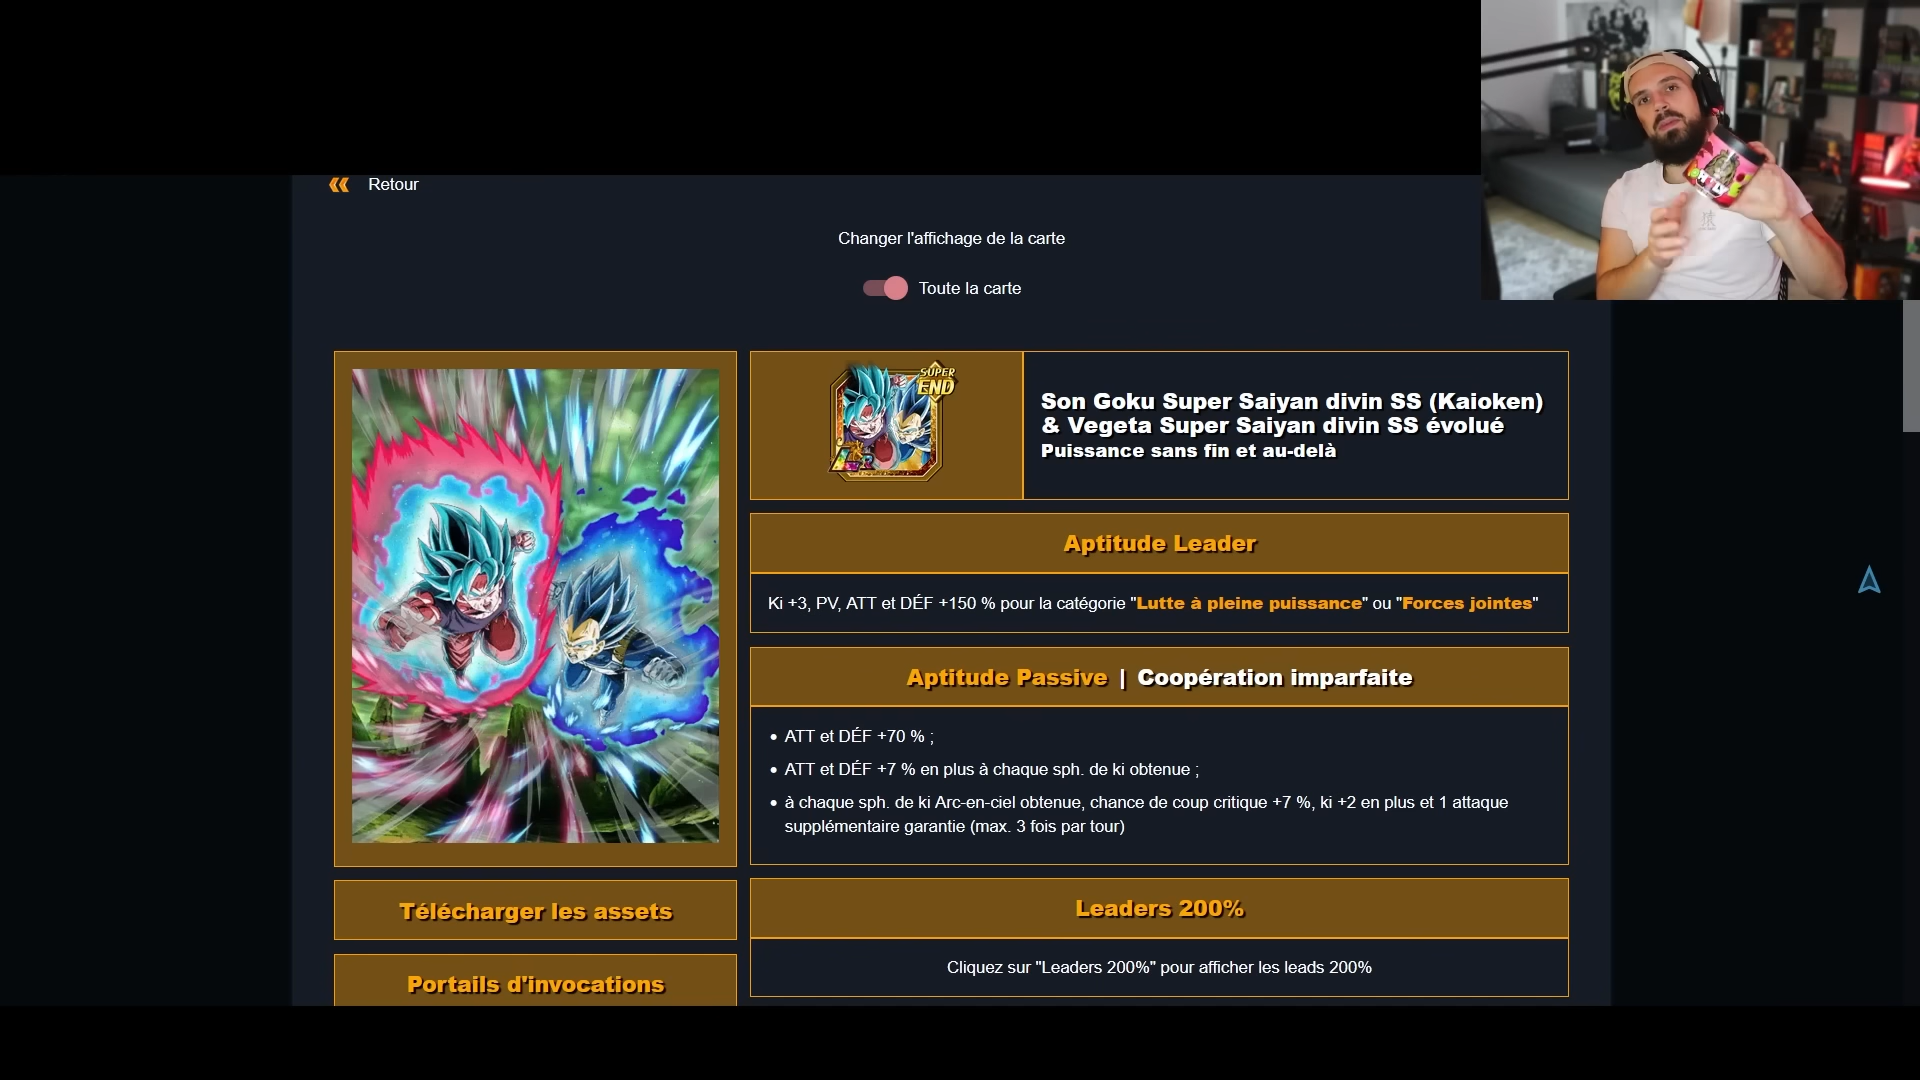 Retour
Changer l'affichage de la carte
Toute la carte
SUPER
END
Son Goku Super Saiyan divin SS (Kaioken)
& Vegeta Super Saiyan divin SS évolué
Puissance sans fin et au-delà
Aptitude Leader
Ki +3, PV, ATT et DÉF +150 % pour la catégorie "Lutte à pleine puissance" ou "Forces jointes"
Aptitude Passive | Coopération imparfaite
• ATT et DÉF +70 % ;
• ATT et DÉF +7 % en plus à chaque sph. de ki obtenue ;
• à chaque sph. de ki Arc-en-ciel obtenue, chance de coup critique +7 %, ki +2 en plus et 1 attaque
supplémentaire garantie (max. 3 fois par tour)
Télécharger les assets
Leaders 200%
Cliquez sur "Leaders 200%" pour afficher les leads 200%
Portails d'invocations